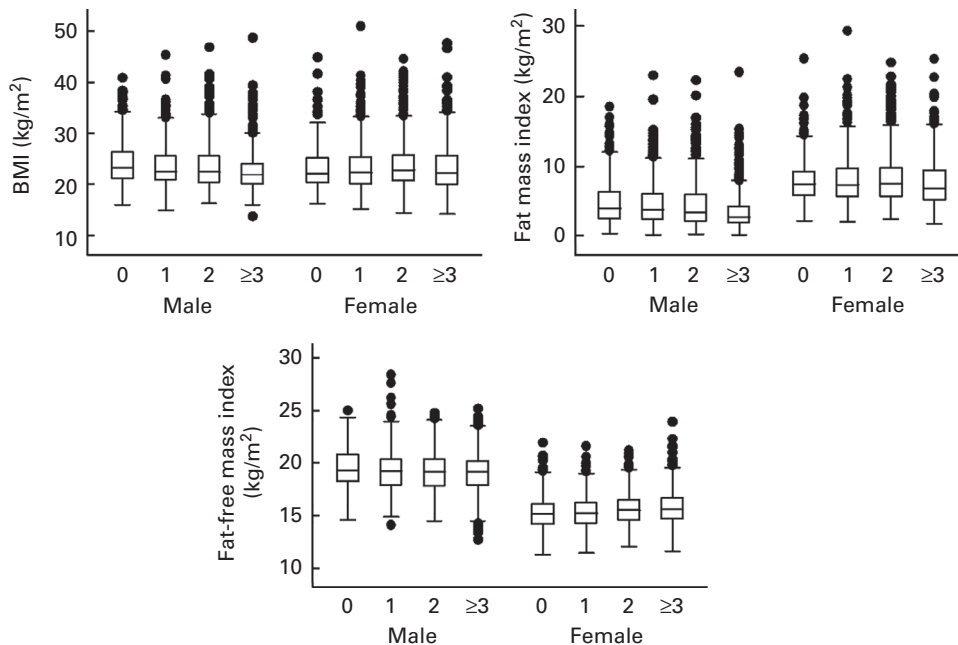 BMI (kg/m²)
50
40
30
20
10
0 1 2 ≥3 0 1 2 ≥3
Male Female
Fat mass index (kg/m²)
30
20
10
0
0 1 2 ≥3 0 1 2 ≥3
Male Female
Fat-free mass index
(kg/m²)
30
25
20
15
10
0 1 2 ≥3 0 1 2 ≥3
Male Female